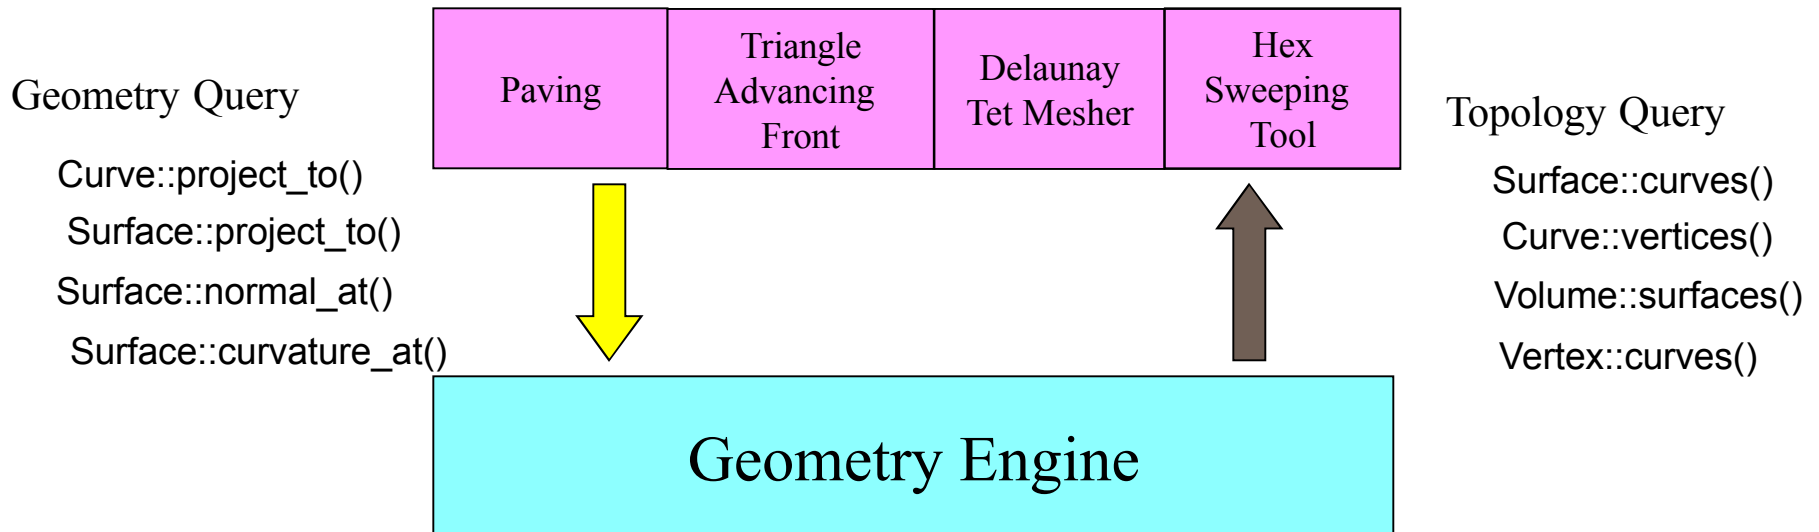 Geometry Query
Curve::project_to()
Surface::project_to()
Surface::normal_at()
Surface::curvature_at()
Paving
Triangle
Advancing
Front
Delaunay
Tet Mesher
Hex
Sweeping
Tool
Topology Query
Surface::curves()
Curve::vertices()
Volume::surfaces()
Vertex::curves()
Geometry Engine